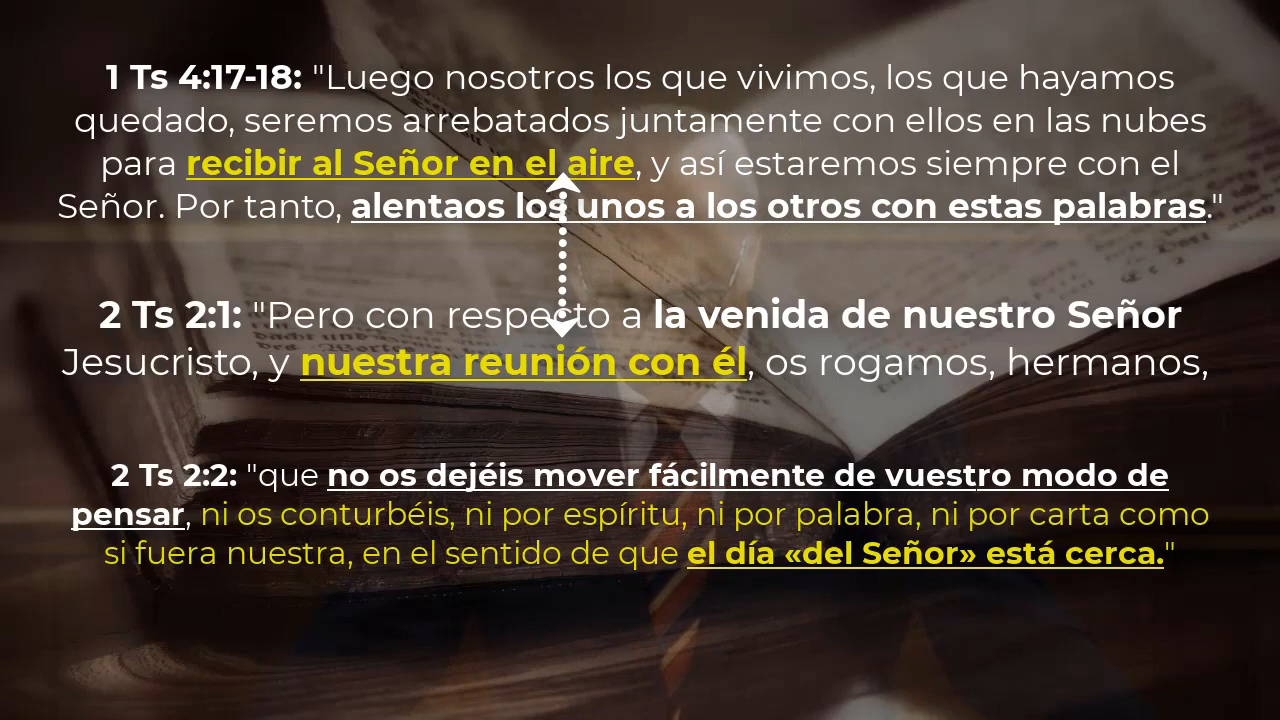 1 Ts 4:17-18: "Luego nosotros los que vivimos, los que hayamos
quedado, seremos arrebatados juntamente con ellos en las nubes
para recibir al Señor en el aire, y así estaremos siempre con el
Señor. Por tanto, alentaos los unos a los otros con estas palabras."
2 Ts 2:1: "Pero con respecto a la venida de nuestro Señor
Jesucristo, y nuestra reunión con él, os rogamos, hermanos,
2 Ts 2:2: "que no os dejéis mover fácilmente de vuestro modo de
pensar, ni os conturbéis, ni por espíritu, ni por palabra, ni por carta como
si fuera nuestra, en el sentido de que el día «del Señor» está cerca."